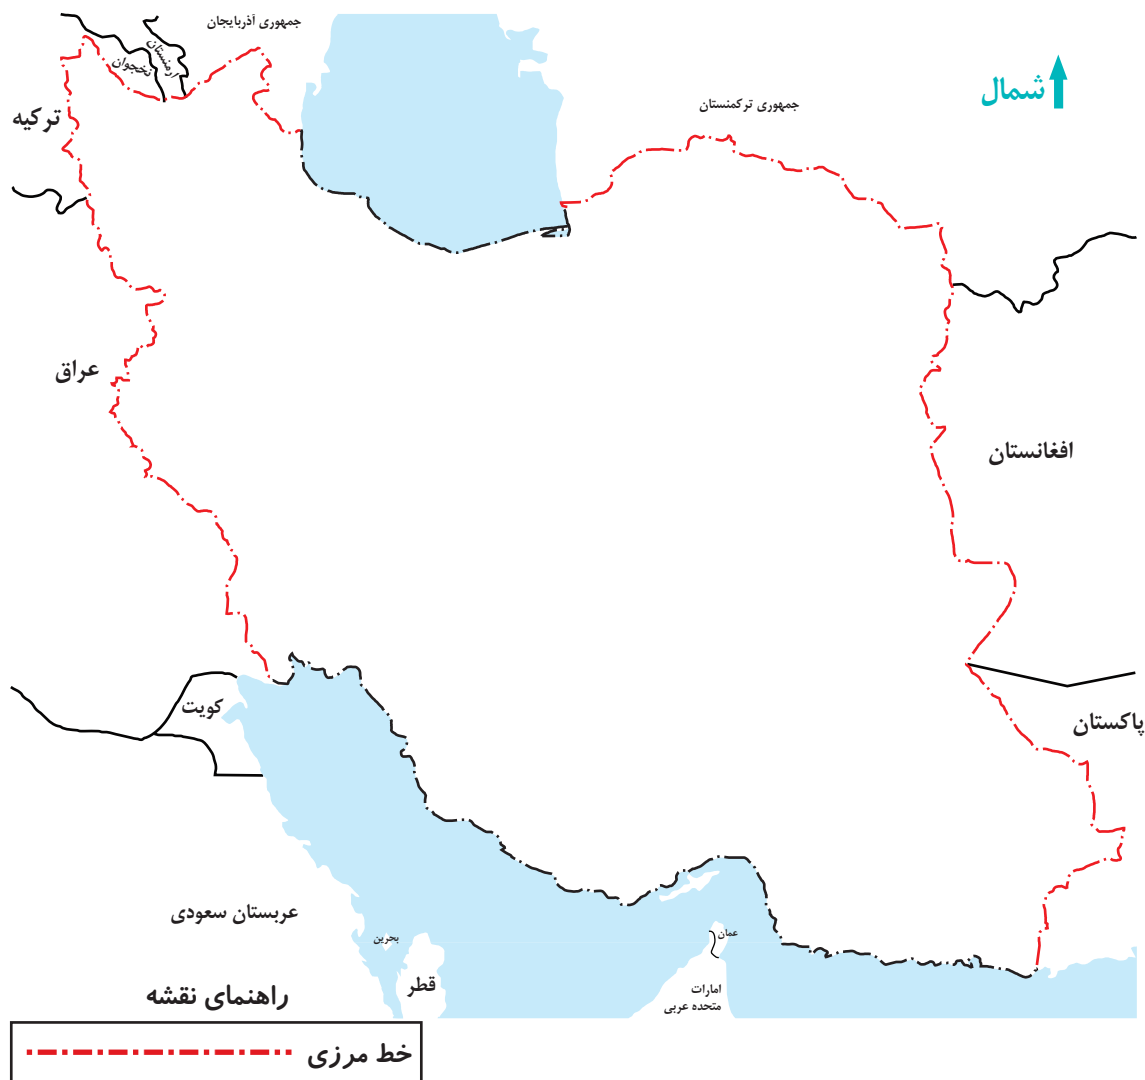 جمهوری آذربایجان
ارمنستان
نخجوان
شمال
جمهوری ترکمنستان
ترکیه
عراق
افغانستان
کویت
پاکستان
عربستان سعودی
بحرین
عمان
قطر
امارات
متحده عربی
راهنمای نقشه
خط مرزی